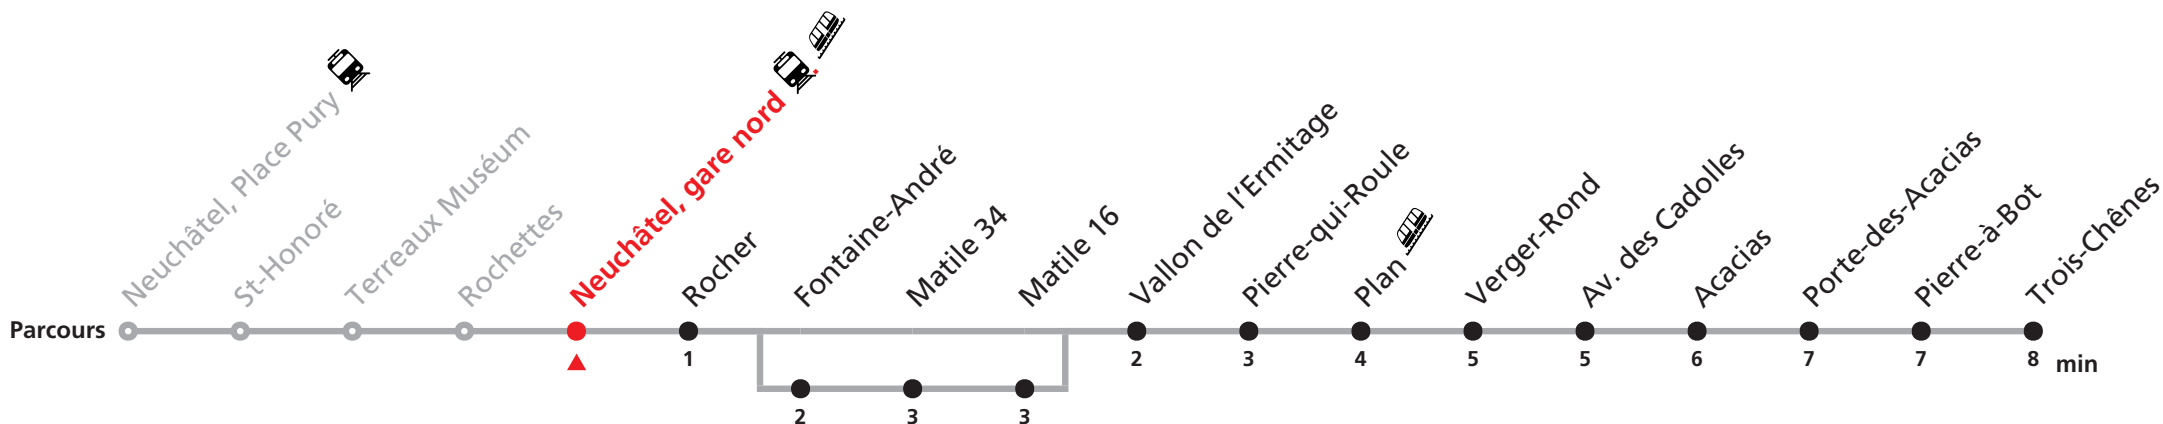 Neuchâtel, Place Pury
St-Honoré
Terreaux Muséum
Rochettes
Neuchâtel, gare nord
Rocher
Fontaine-André
Matile 34
Matile 16
Vallon de l'Ermitage
Pierre-qui-Roule
Plan
Verger-Rond
Av. des Cadolles
Acacias
Porte-des-Acacias
Pierre-à-Bot
Trois-Chênes
Parcours
1 2 3 4 5 5 6 7 7 8 min
2 3 3